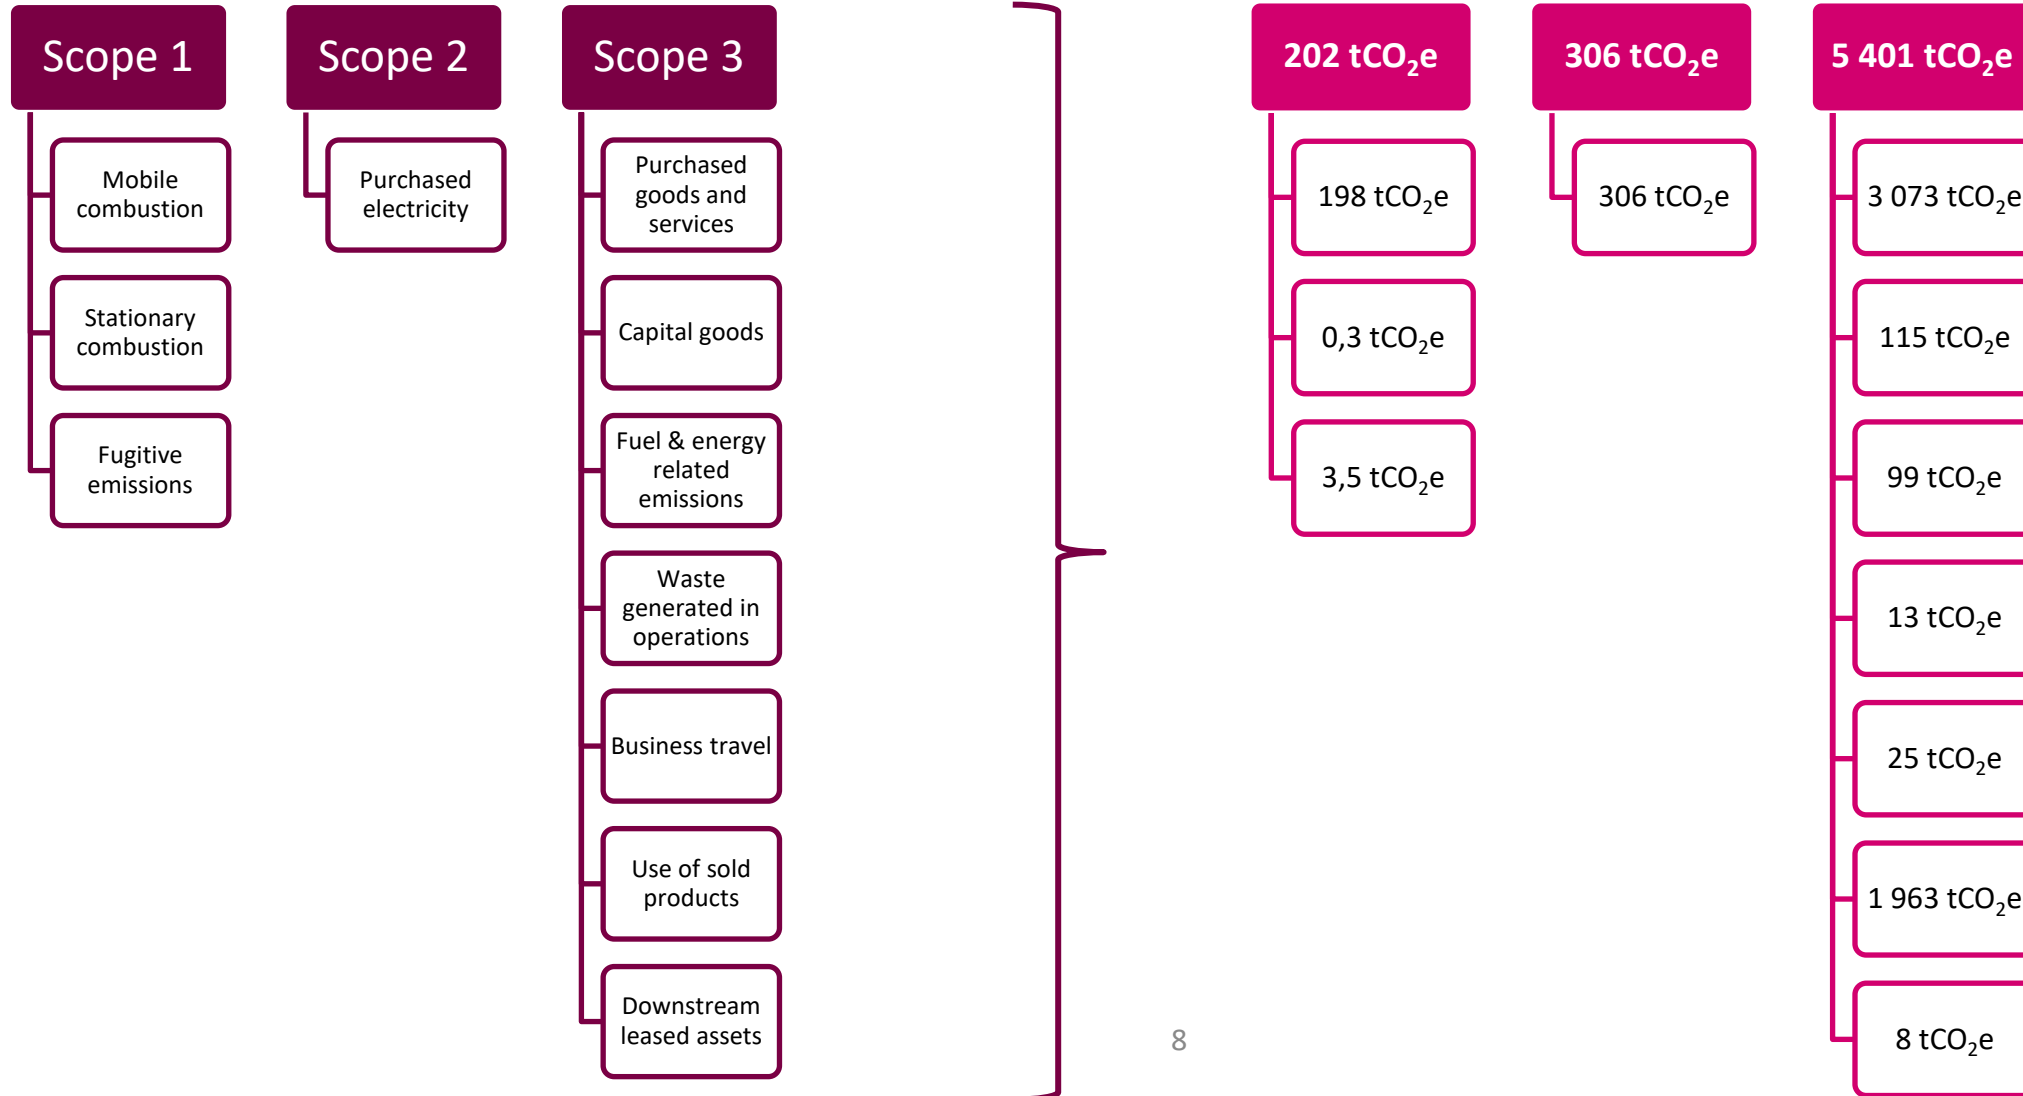 Scope 1
Mobile
combustion
Stationary
combustion
Fugitive
emissions
Scope 2
Purchased
electricity
Scope 3
Purchased
goods and
services
Capital goods
Fuel & energy
related
emissions
Waste
generated in
operations
Business travel
Use of sold
products
Downstream
leased assets
202 tCO₂e
198 tCO₂e
0,3 tCO₂e
3,5 tCO₂e
306 tCO₂e
306 tCO₂e
5 401 tCO₂e
3 073 tCO₂e
115 tCO₂e
99 tCO₂e
13 tCO₂e
25 tCO₂e
1 963 tCO₂e
8 tCO₂e
8